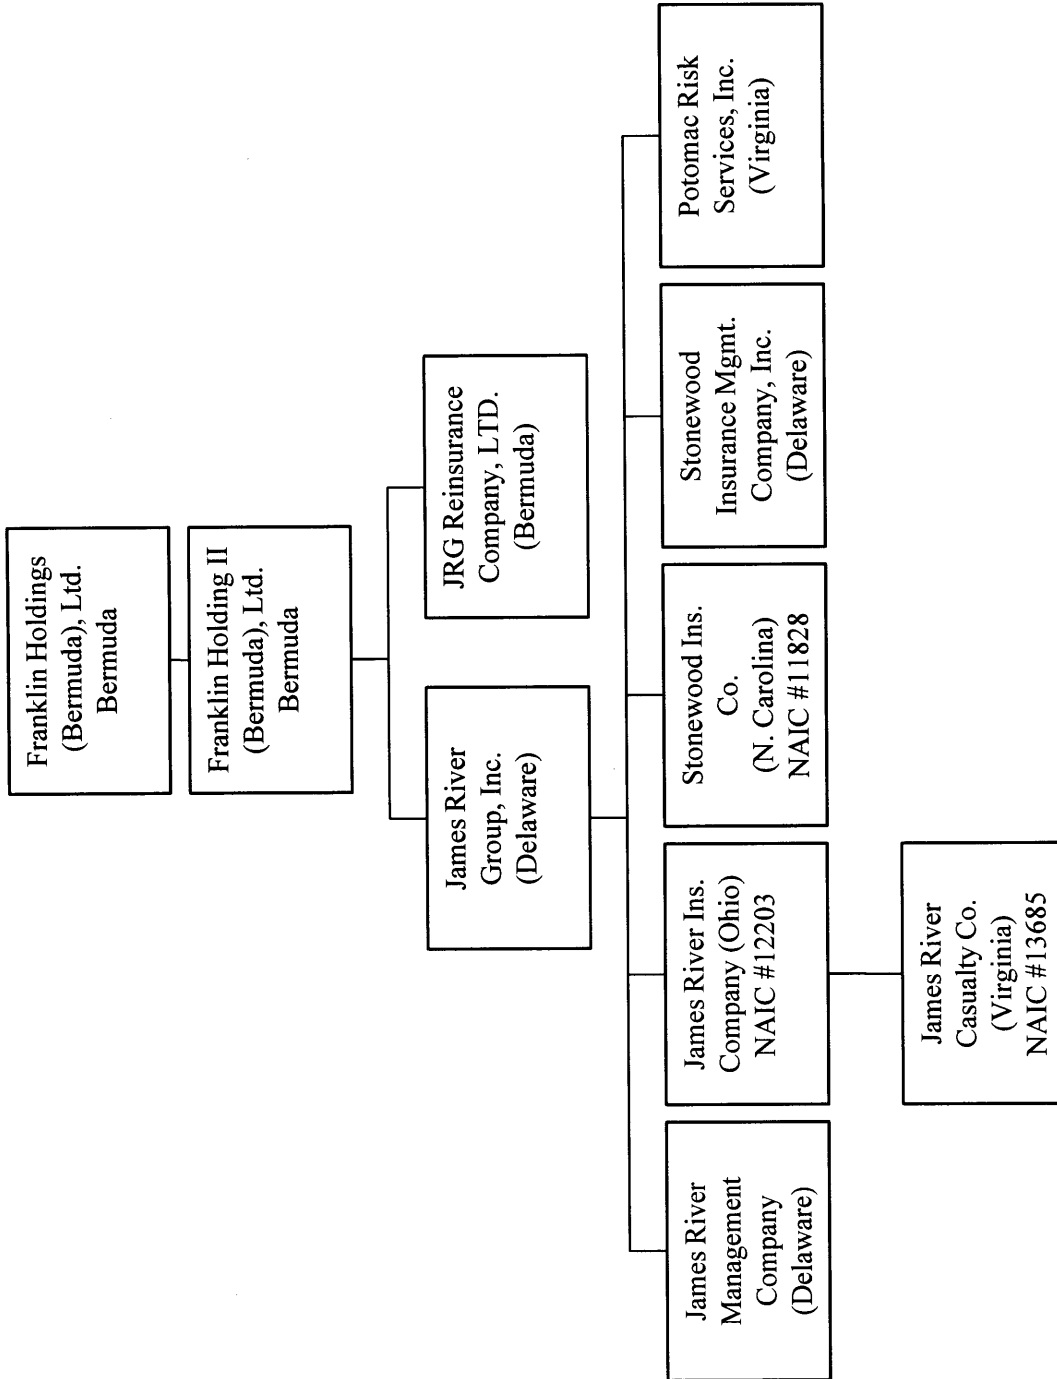 Franklin Holdings
(Bermuda), Ltd.
Bermuda
Franklin Holding II
(Bermuda), Ltd.
Bermuda
James River
Group, Inc.
(Delaware)
JRG Reinsurance
Company, LTD.
(Bermuda)
James River
Management
Company
(Delaware)
James River Ins.
Company (Ohio)
NAIC #12203
Stonewood Ins.
Co.
(N. Carolina)
NAIC #11828
Stonewood
Insurance Mgmt.
Company, Inc.
(Delaware)
Potomac Risk
Services, Inc.
(Virginia)
James River
Casualty Co.
(Virginia)
NAIC #13685